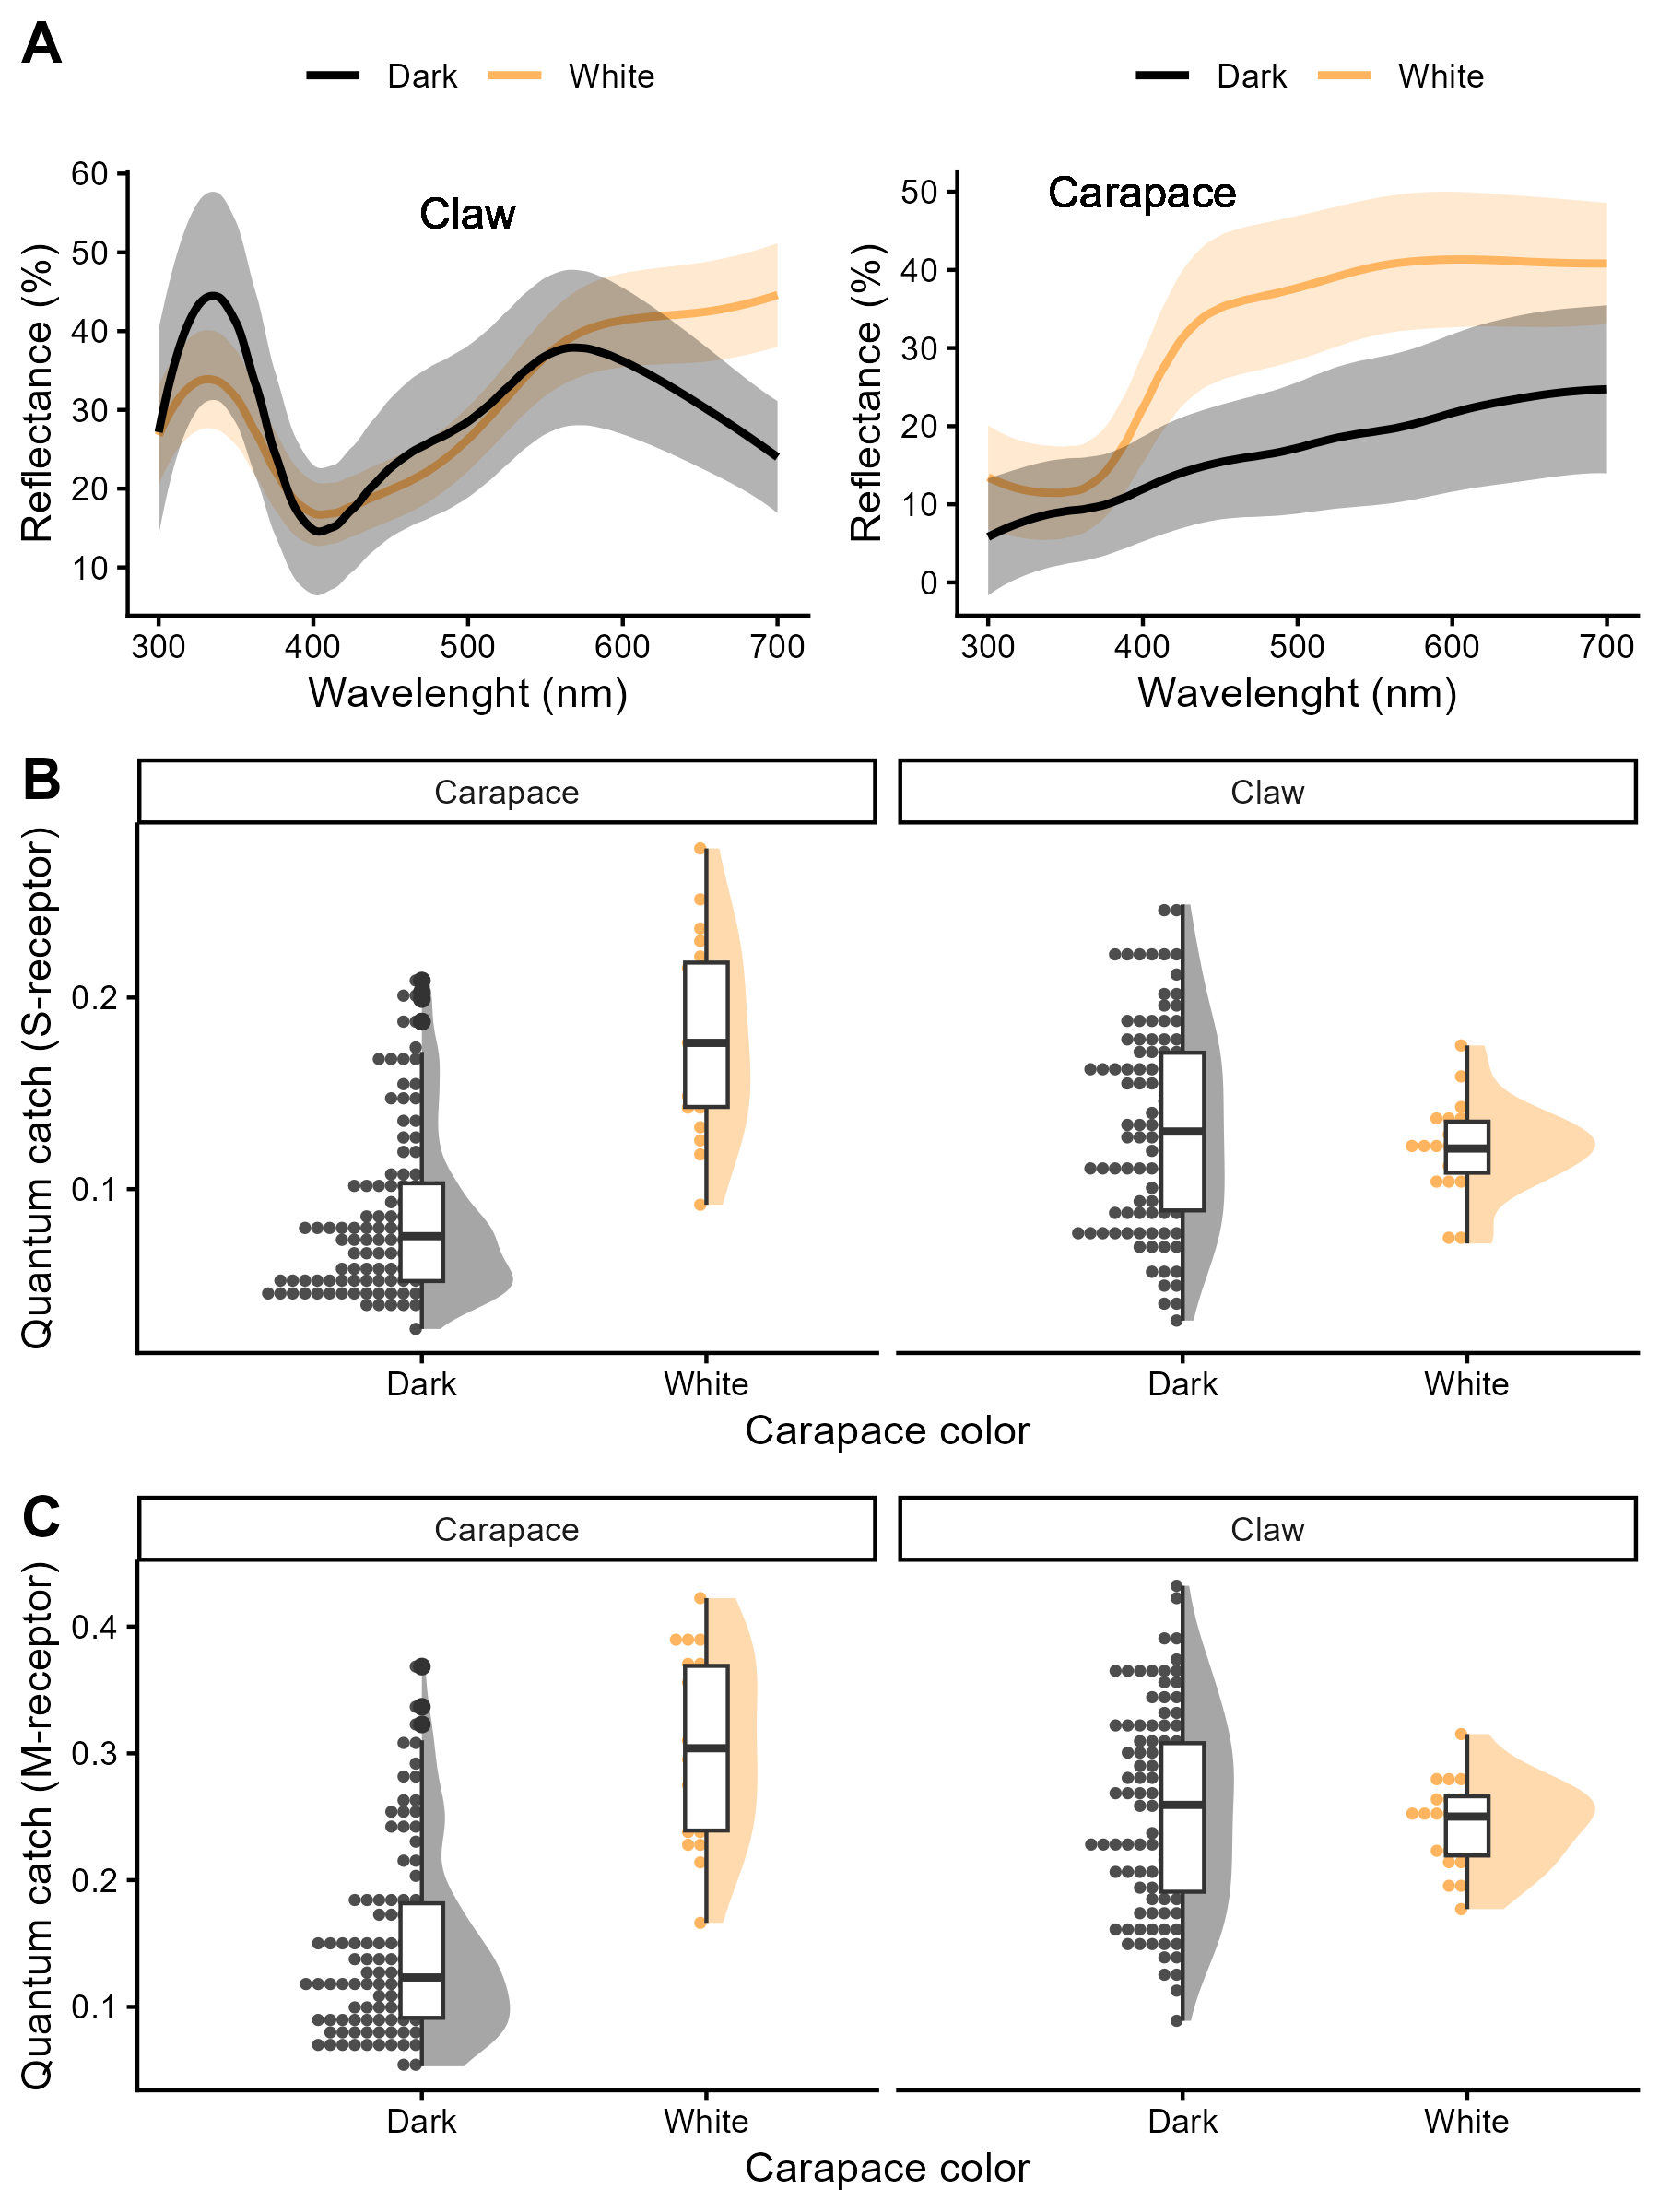 A
Dark White
Dark White
Claw
60
50
40
30
20
10
Reflectance (%)
300 400 500 600 700
Wavelenght (nm)
Carapace
50
40
30
20
10
0
Reflectance (%)
300 400 500 600 700
Wavelenght (nm)
B
Carapace
Claw
Quantum catch (S-receptor)
0.2
0.1
Dark White
Dark White
Carapace color
C
Carapace
Claw
Quantum catch (M-receptor)
0.4
0.3
0.2
0.1
Dark White
Dark White
Carapace color